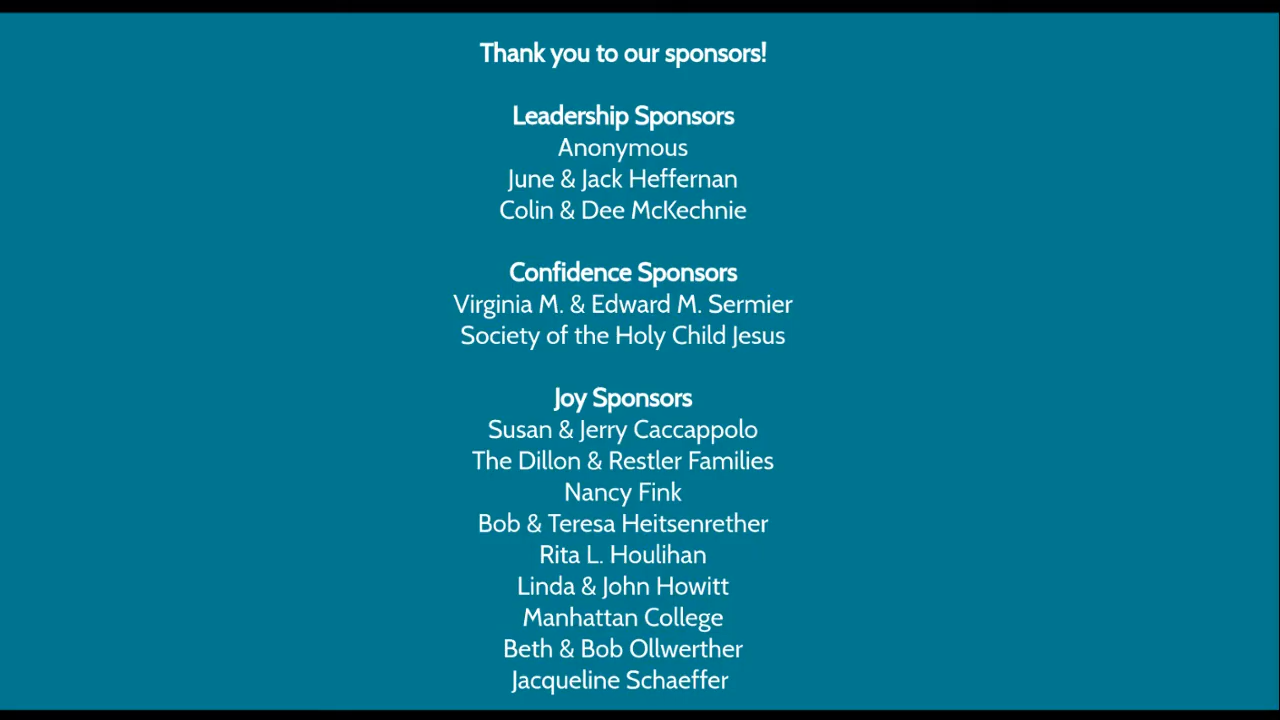 Thank you to our sponsors!
Leadership Sponsors
Anonymous
June & Jack Heffernan
Colin & Dee McKechnie
Confidence Sponsors
Virginia M. & Edward M. Sermier
Society of the Holy Child Jesus
Joy Sponsors
Susan & Jerry Caccappolo
The Dillon & Restler Families
Nancy Fink
Bob & Teresa Heitsenrether
Rita L. Houlihan
Linda & John Howitt
Manhattan College
Beth & Bob Ollwerther
Jacqueline Schaeffer